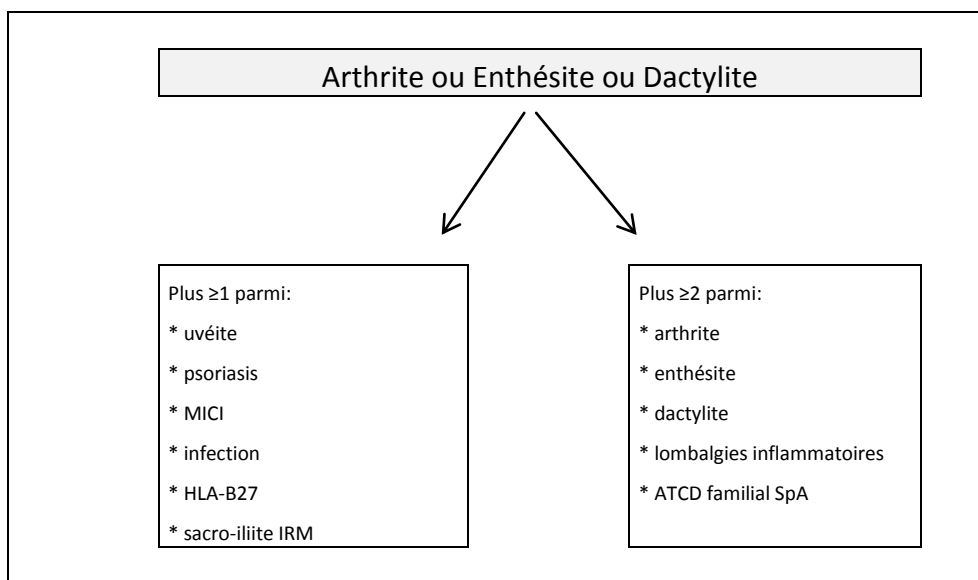 Arthrite ou Enthésite ou Dactylite
Plus ≥1 parmi:
* uvéite
* psoriasis
* MICI
* infection
* HLA-B27
* sacro-iliite IRM
Plus ≥2 parmi:
* arthrite
* enthésite
* dactylite
* lombalgies inflammatoires
* ATCD familial SpA